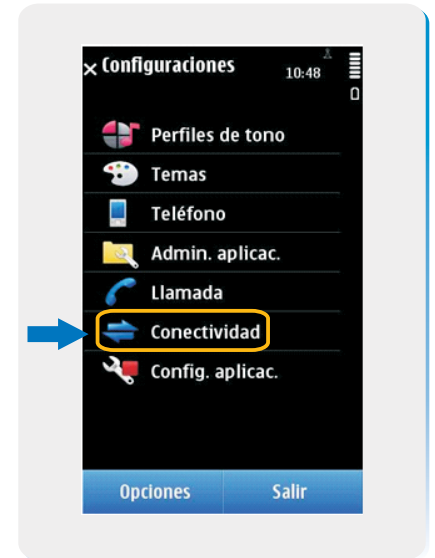 Configuraciones
10:48
Perfiles de tono
Temas
Teléfono
Admin. aplicac.
Llamada
Conectividad
Config. aplicac.
Opciones Salir